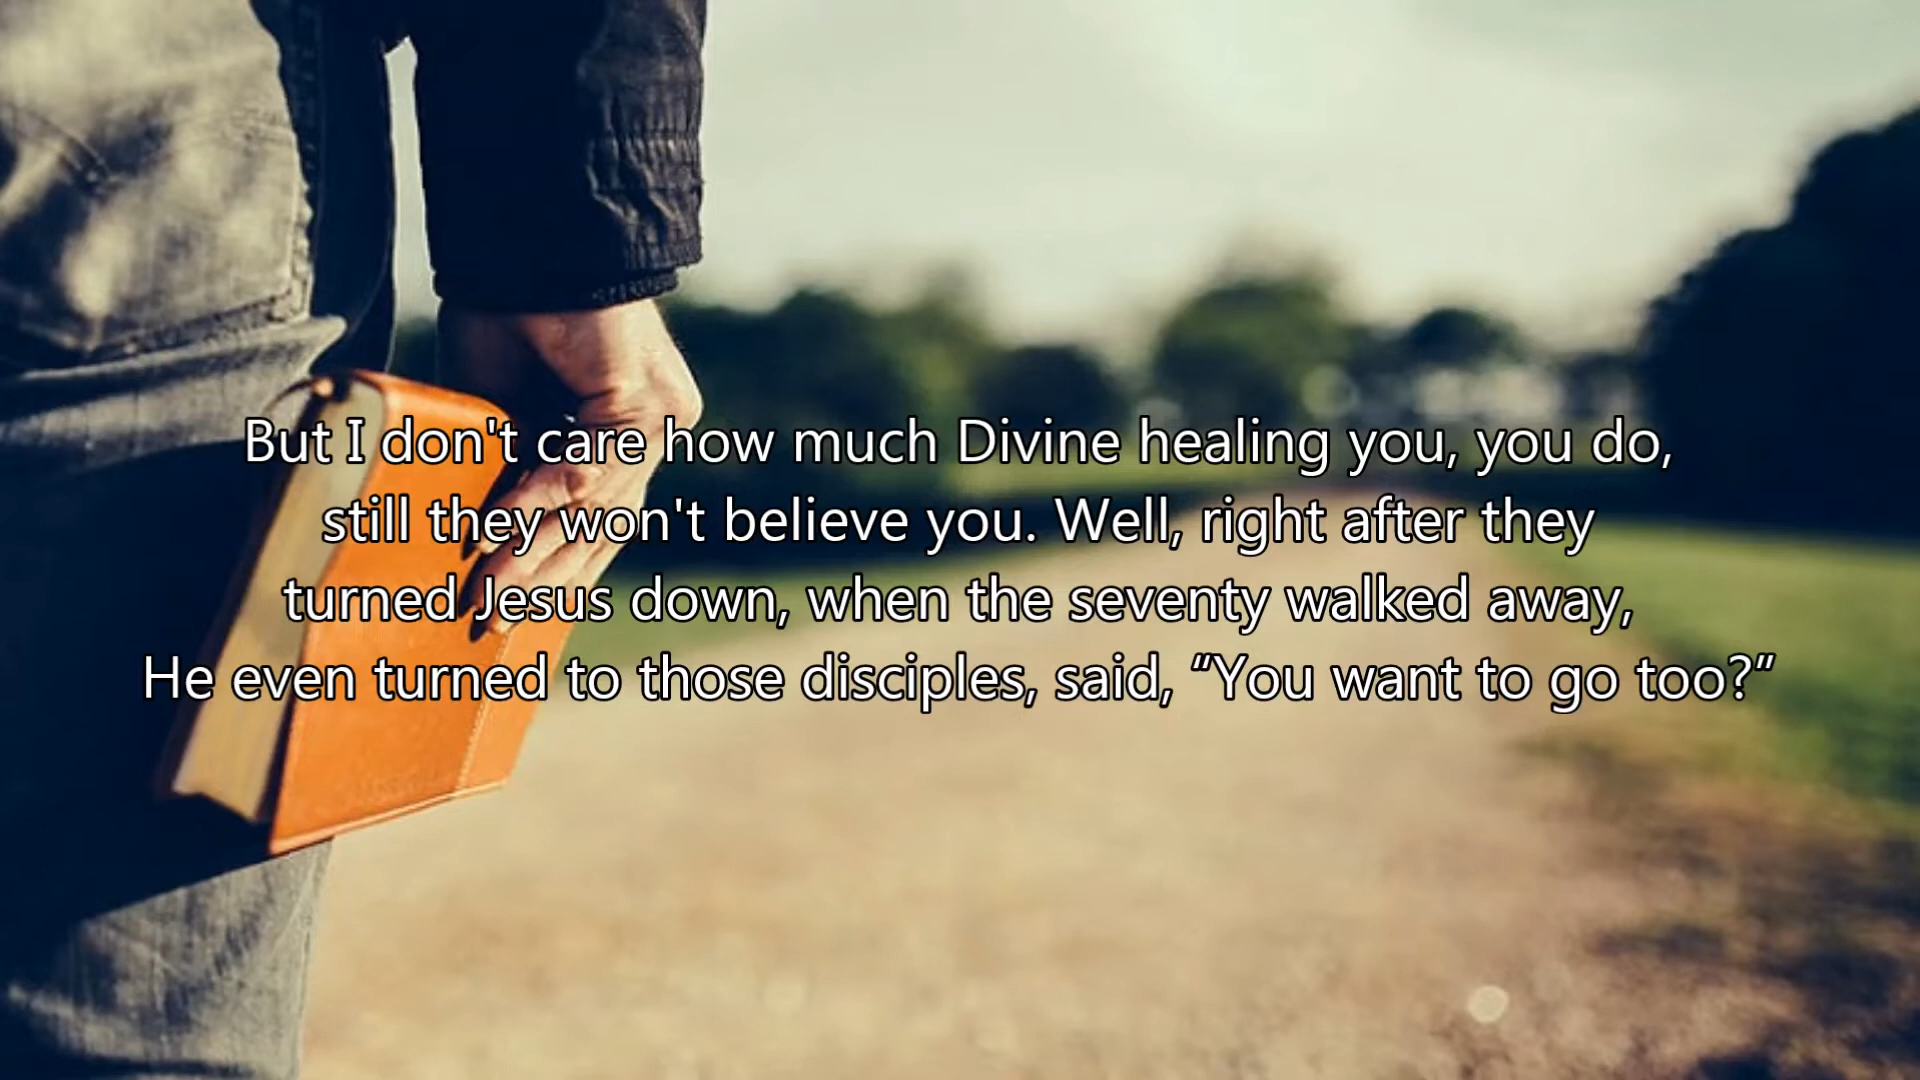 But I don't care how much Divine healing you, you do,
still they won't believe you. Well, right after they
turned Jesus down, when the seventy walked away,
He even turned to those disciples, said, “You want to go too?”